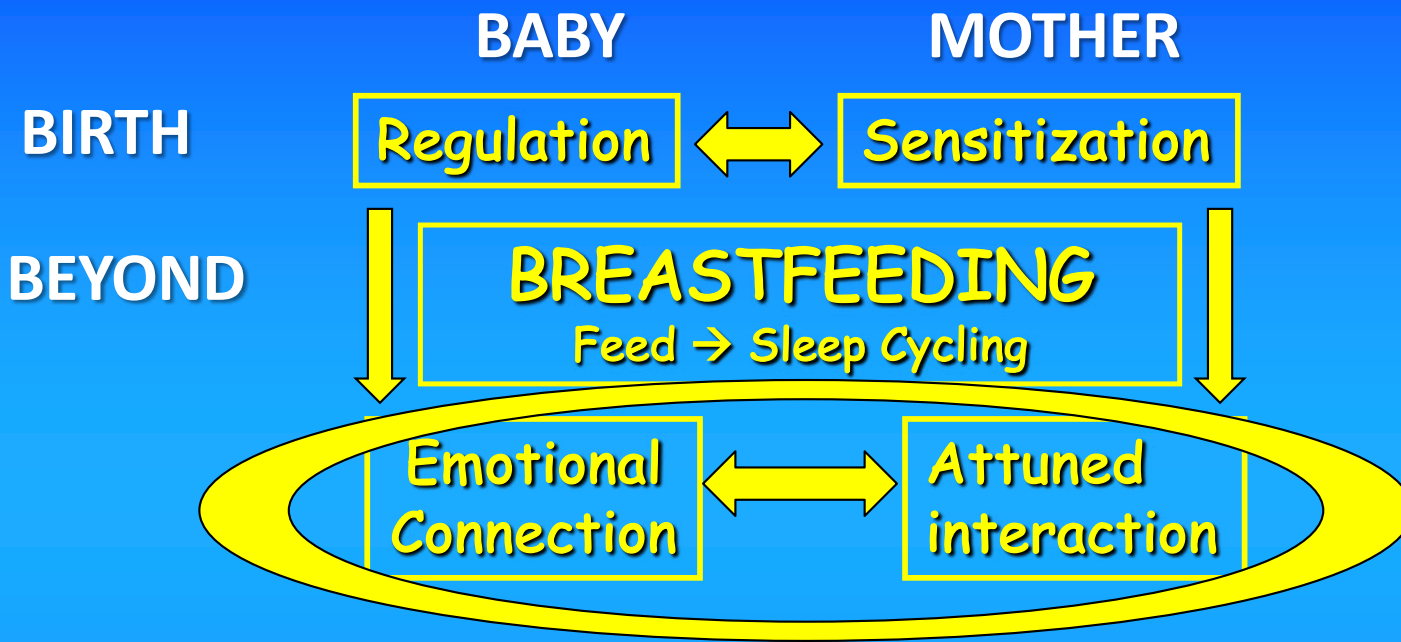 BABY MOTHER
BIRTH
Regulation
Sensitization
BEYOND
BREASTFEEDING
Feed → Sleep Cycling
Emotional
Connection
Attuned
interaction